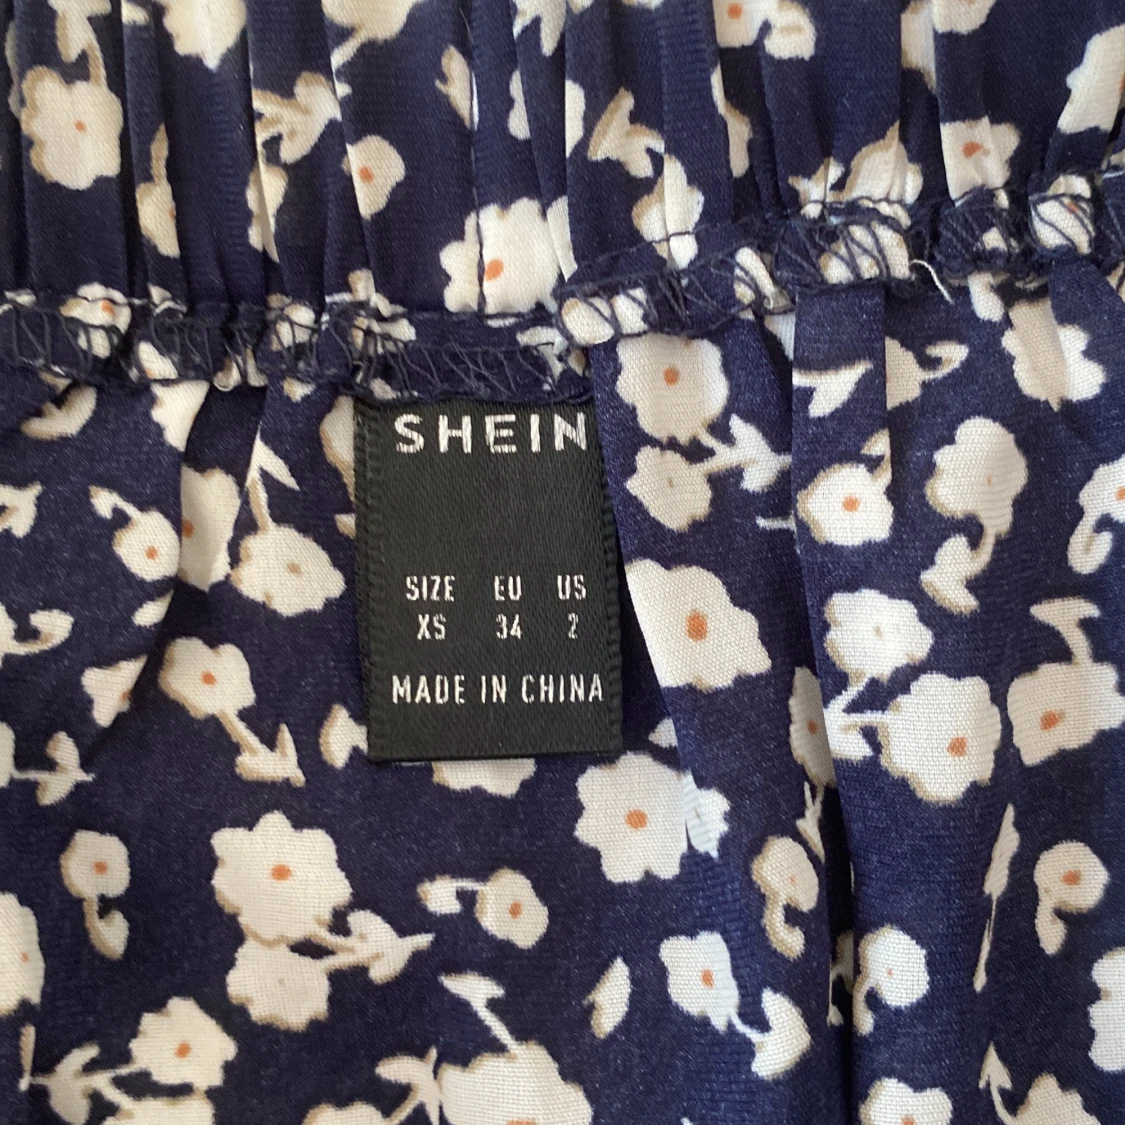 SHEIN
SIZE EU US
XS 34 2
MADE IN CHINA